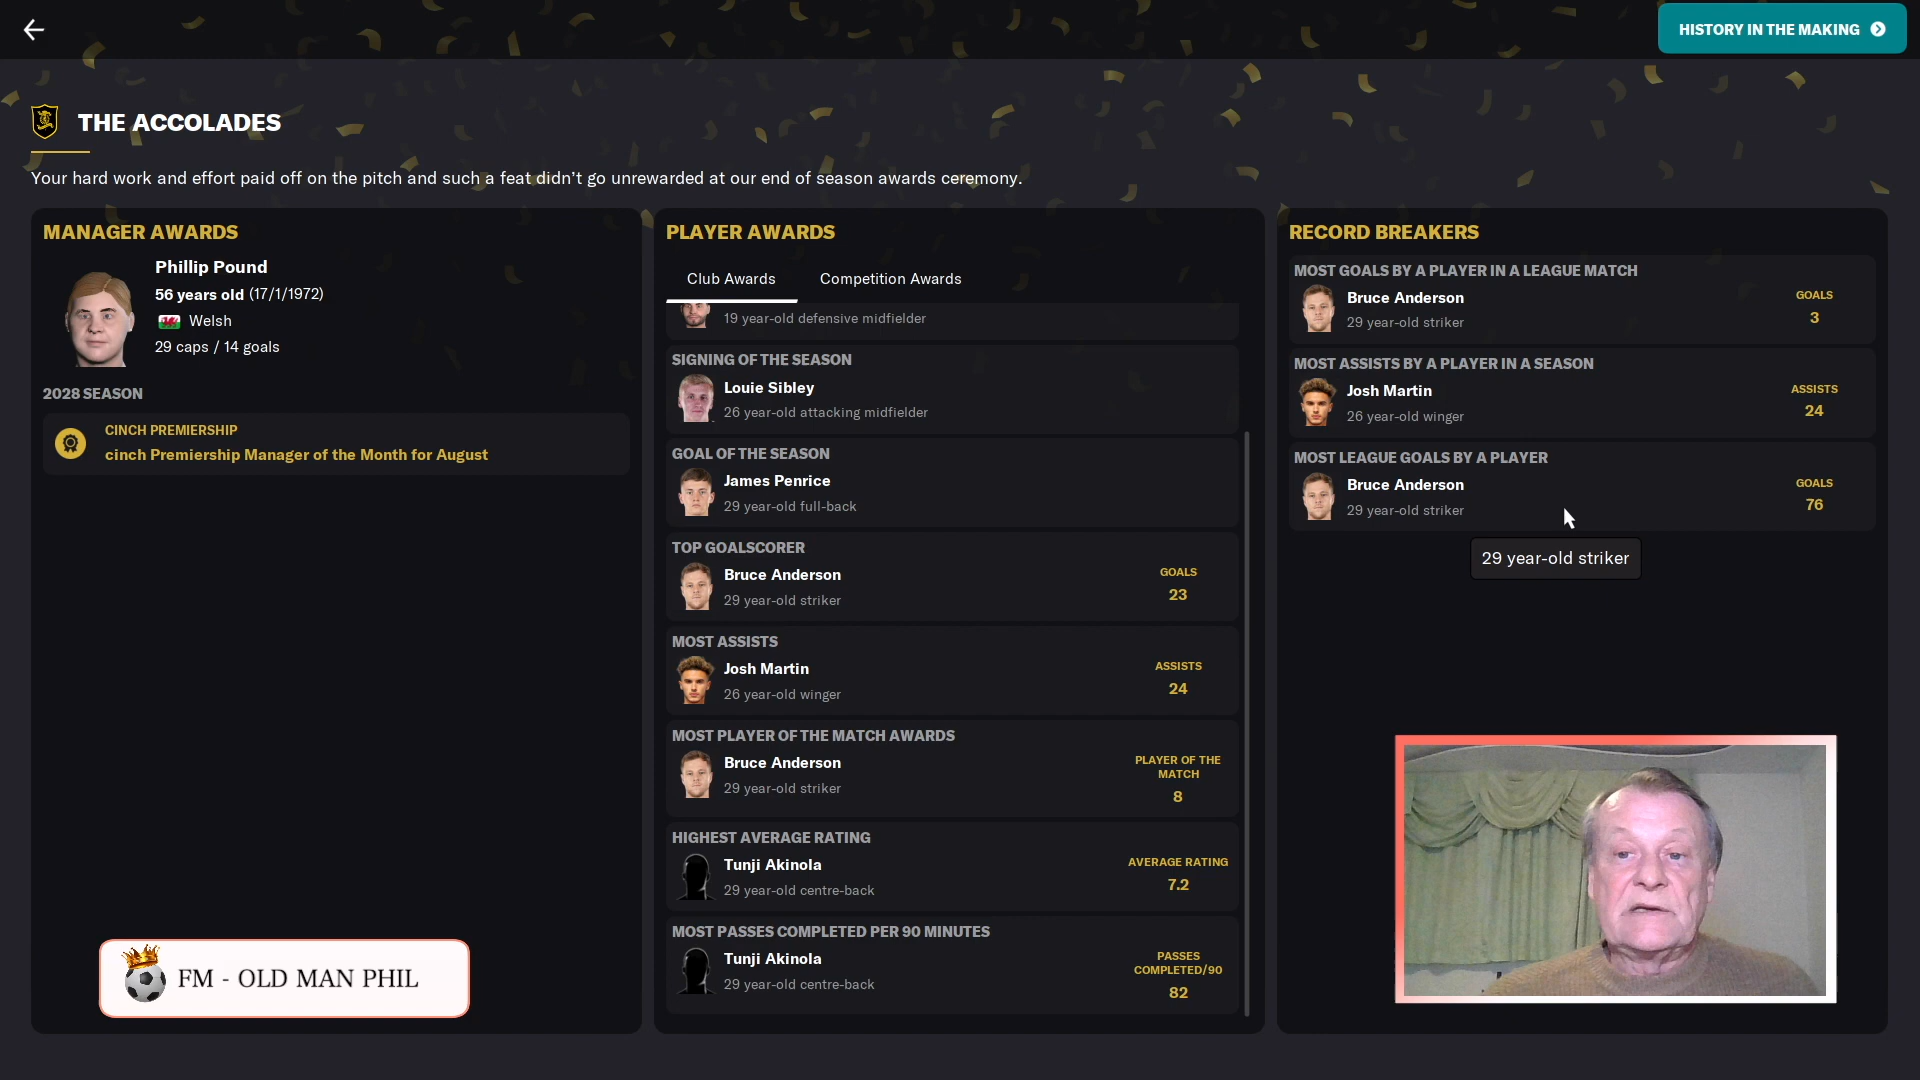 HISTORY IN THE MAKING
THE ACCOLADES
Your hard work and effort paid off on the pitch and such a feat didn't go unrewarded at our end of season awards ceremony.
MANAGER AWARDS
Phillip Pound
56 years old (17/1/1972)
Welsh
29 caps / 14 goals
2028 SEASON
CINCH PREMIERSHIP
cinch Premiership Manager of the Month for August
FM - OLD MAN PHIL
PLAYER AWARDS
Club Awards Competition Awards
19 year-old defensive midfielder
SIGNING OF THE SEASON
Louie Sibley
26 year-old attacking midfielder
GOAL OF THE SEASON
James Penrice
29 year-old full-back
TOP GOALSCORER
Bruce Anderson
29 year-old striker
GOALS
23
MOST ASSISTS
Josh Martin
26 year-old winger
ASSISTS
24
MOST PLAYER OF THE MATCH AWARDS
Bruce Anderson
29 year-old striker
PLAYER OF THE
MATCH
8
HIGHEST AVERAGE RATING
Tunji Akinola
29 year-old centre-back
AVERAGE RATING
7.2
MOST PASSES COMPLETED PER 90 MINUTES
Tunji Akinola
29 year-old centre-back
PASSES
COMPLETED/90
82
RECORD BREAKERS
MOST GOALS BY A PLAYER IN A LEAGUE MATCH
Bruce Anderson
29 year-old striker
GOALS
3
MOST ASSISTS BY A PLAYER IN A SEASON
Josh Martin
26 year-old winger
ASSISTS
24
MOST LEAGUE GOALS BY A PLAYER
Bruce Anderson
29 year-old striker
GOALS
76
29 year-old striker